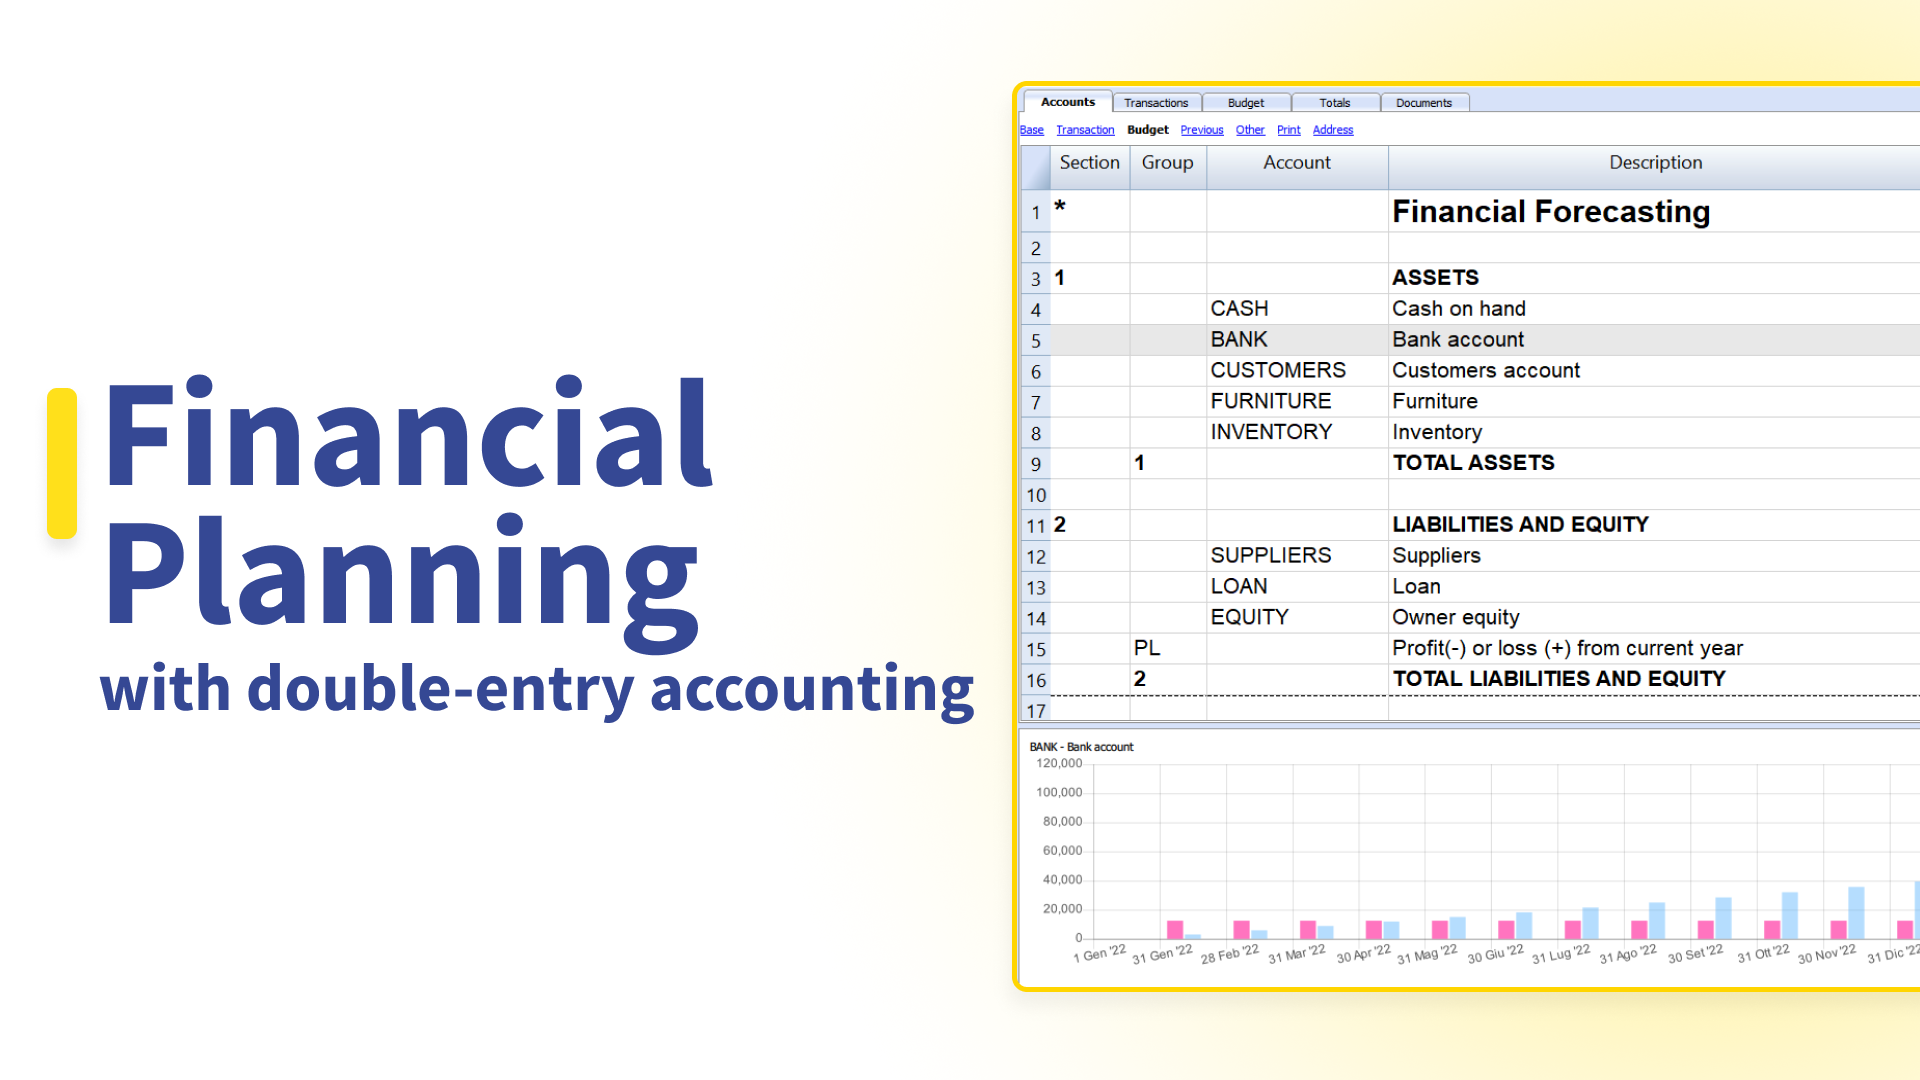 Financial
Planning
with double-entry accounting
Accounts Transactions Budget Totals Documents
Base Transaction Budget Previous Other Print Address
Section Group Account Description
1 * Financial Forecasting
2
3 1 ASSETS
4 CASH Cash on hand
5 BANK Bank account
6 CUSTOMERS Customers account
7 FURNITURE Furniture
8 INVENTORY Inventory
9 1 TOTAL ASSETS
10
11 2 LIABILITIES AND EQUITY
12 SUPPLIERS Suppliers
13 LOAN Loan
14 EQUITY Owner equity
15 PL Profit(-) or loss (+) from current year
16 2 TOTAL LIABILITIES AND EQUITY
17
BANK - Bank account
120,000
100,000
80,000
60,000
40,000
20,000
0
1 Gen '22 31 Gen '22 28 Feb '22 31 Mar '22 30 Apr '22 31 Mag '22 30 Giu '22 31 Lug '22 31 Ago '22 30 Set '22 31 Ott '22 30 Nov '22 31 Dic '22